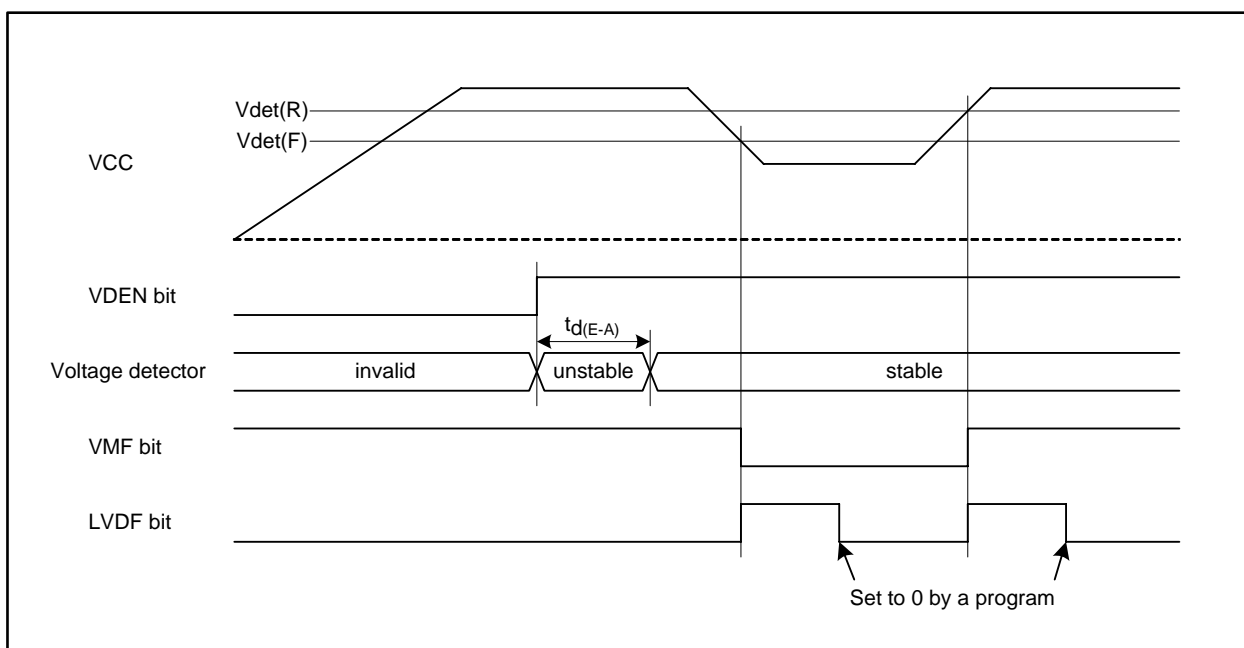 Vdet(R)
Vdet(F)
VCC
VDEN bit
td(E-A)
Voltage detector
invalid
unstable
stable
VMF bit
LVDF bit
Set to 0 by a program